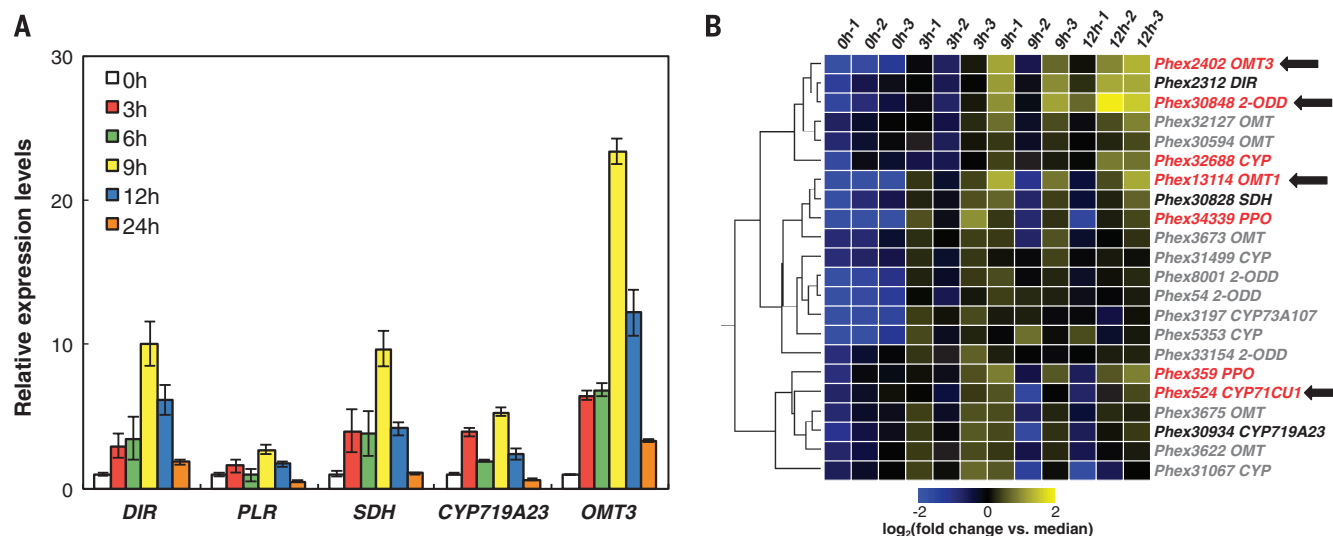 A
Relative expression levels
30
20
10
0
0h
3h
6h
9h
12h
24h
DIR PLR SDH CYP719A23 OMT3
B
0h-1 0h-2 0h-3 3h-1 3h-2 3h-3 9h-1 9h-2 9h-3 12h-1 12h-2 12h-3
Phex2402 OMT3
Phex2312 DIR
Phex30848 2-ODD
Phex32127 OMT
Phex30594 OMT
Phex32688 CYP
Phex13114 OMT1
Phex30828 SDH
Phex34339 PPO
Phex3673 OMT
Phex31499 CYP
Phex8001 2-ODD
Phex54 2-ODD
Phex3197 CYP73A107
Phex5353 CYP
Phex33154 2-ODD
Phex359 PPO
Phex524 CYP71CU1
Phex3675 OMT
Phex30934 CYP719A23
Phex3622 OMT
Phex31067 CYP
-2 0 2
log2(fold change vs. median)